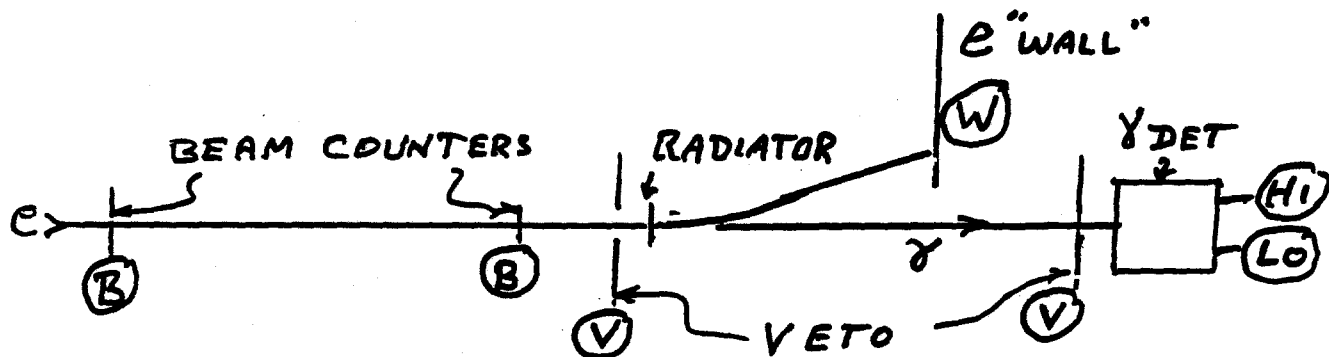 e "WALL"
W
BEAM COUNTERS
RADIATOR
γ DET
HI
e
LO
B
B
γ
V
VETO
V